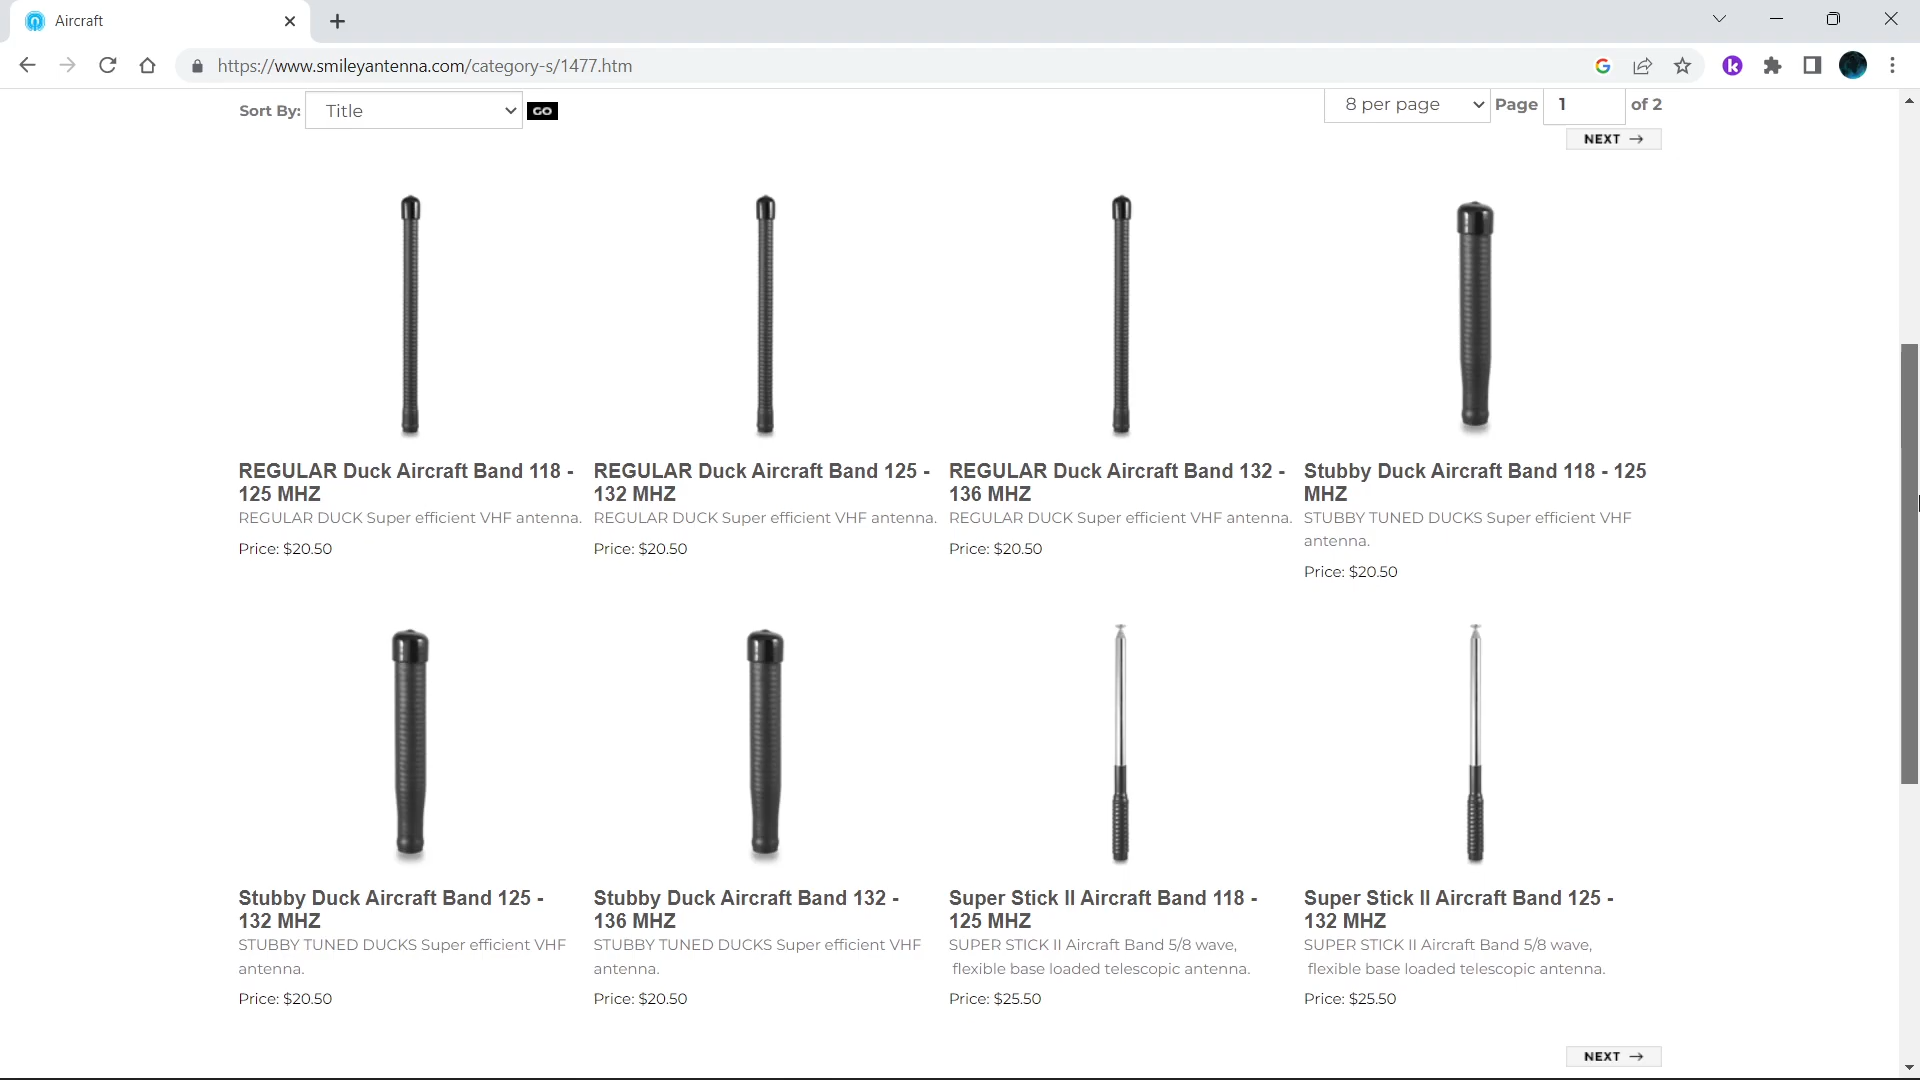 Aircraft
https://www.smileyantenna.com/category-s/1477.htm
Sort By: Title GO
8 per page Page 1 of 2
NEXT →
REGULAR Duck Aircraft Band 118 -
125 MHZ
REGULAR DUCK Super efficient VHF antenna.
Price: $20.50
REGULAR Duck Aircraft Band 125 -
132 MHZ
REGULAR DUCK Super efficient VHF antenna.
Price: $20.50
REGULAR Duck Aircraft Band 132 -
136 MHZ
REGULAR DUCK Super efficient VHF antenna.
Price: $20.50
Stubby Duck Aircraft Band 118 - 125
MHZ
STUBBY TUNED DUCKS Super efficient VHF
antenna.
Price: $20.50
Stubby Duck Aircraft Band 125 -
132 MHZ
STUBBY TUNED DUCKS Super efficient VHF
antenna.
Price: $20.50
Stubby Duck Aircraft Band 132 -
136 MHZ
STUBBY TUNED DUCKS Super efficient VHF
antenna.
Price: $20.50
Super Stick II Aircraft Band 118 -
125 MHZ
SUPER STICK II Aircraft Band 5/8 wave,
flexible base loaded telescopic antenna.
Price: $25.50
Super Stick II Aircraft Band 125 -
132 MHZ
SUPER STICK II Aircraft Band 5/8 wave,
flexible base loaded telescopic antenna.
Price: $25.50
NEXT →